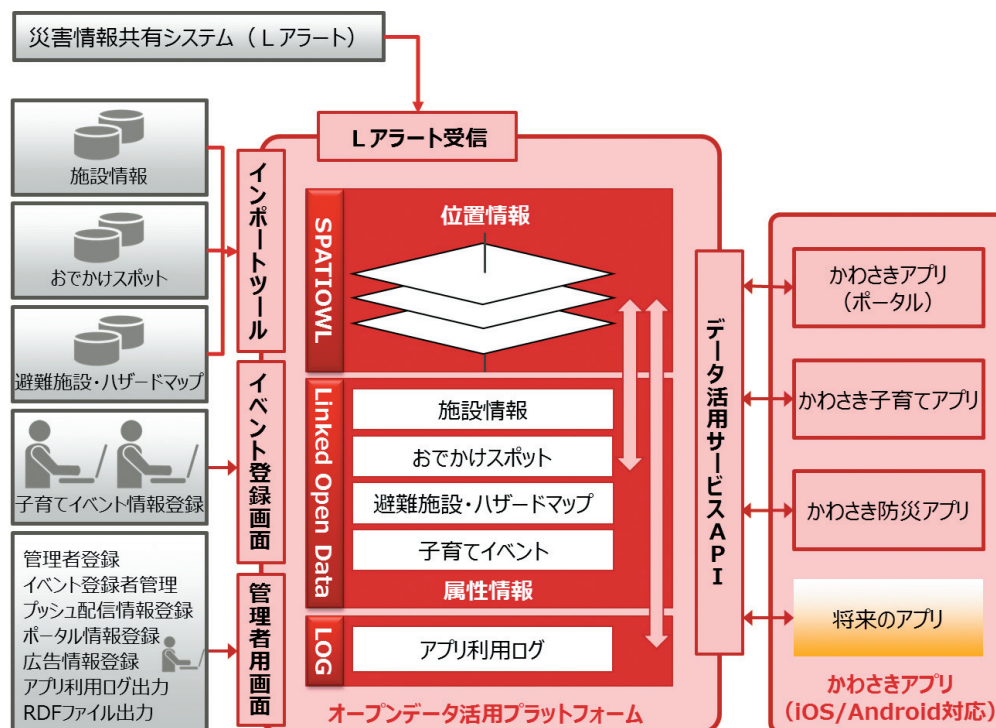 災害情報共有システム（Ｌアラート）
Ｌアラート受信
施設情報
おでかけスポット
避難施設・ハザードマップ
子育てイベント情報登録
管理者登録
イベント登録者管理
プッシュ配信情報登録
ポータル情報登録
広告情報登録
アプリ利用ログ出力
RDFファイル出力
インポートツール
イベント登録画面
管理者用画面
SPATIOWL
位置情報
Linked Open Data
施設情報
おでかけスポット
避難施設・ハザードマップ
子育てイベント
属性情報
LOG
アプリ利用ログ
オープンデータ活用プラットフォーム
データ活用サービスAPI
かわさきアプリ
（ポータル）
かわさき子育てアプリ
かわさき防災アプリ
将来のアプリ
かわさきアプリ
（iOS/Android対応）